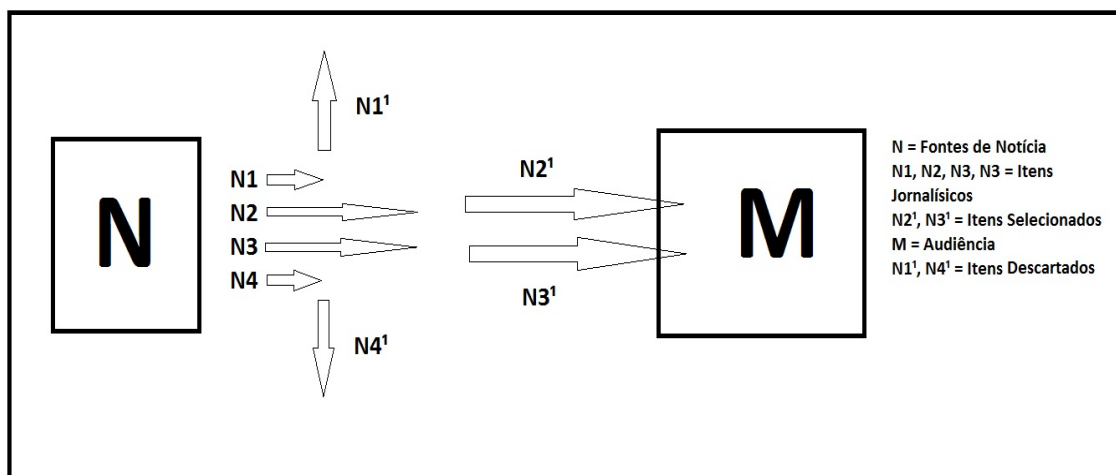 N1¹
N
N1
N2
N3
N4
N4¹
N2¹
N3¹
M
N = Fontes de Notícia
N1, N2, N3, N3 = Itens
Jornalísicos
N2¹, N3¹ = Itens Selecionados
M = Audiência
N1¹, N4¹ = Itens Descartados